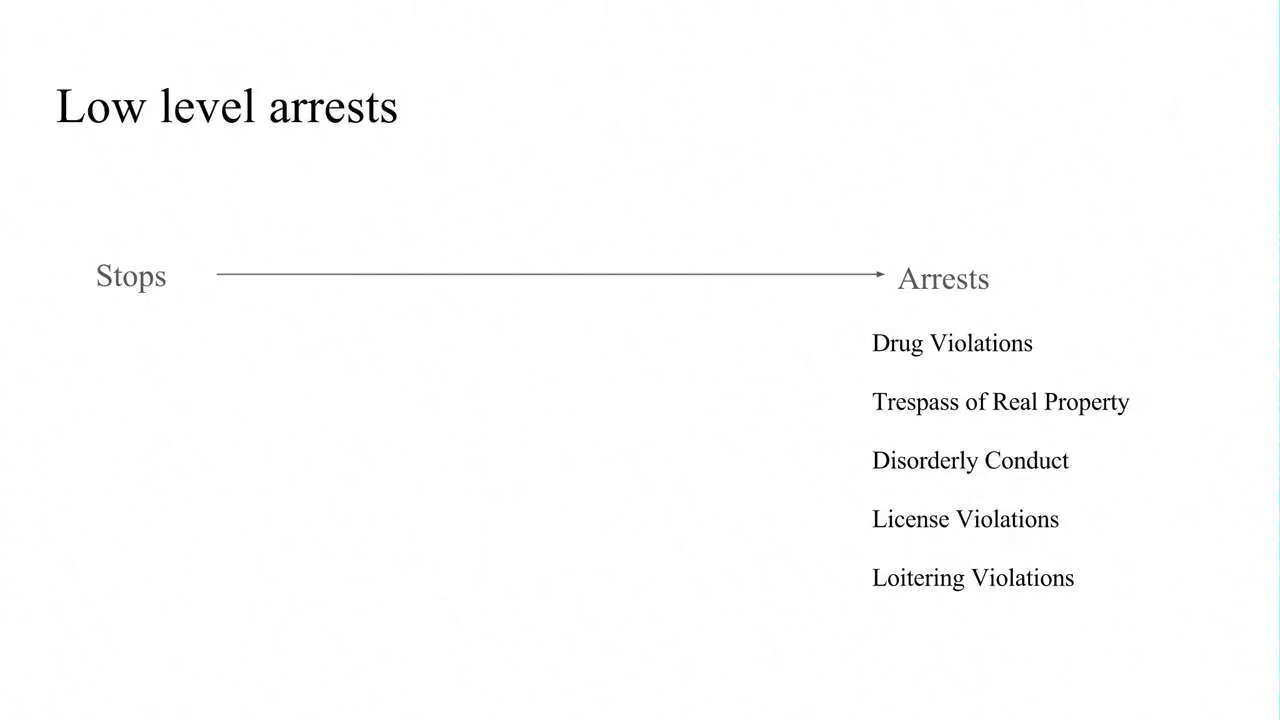 Low level arrests
Stops
Arrests
Drug Violations
Trespass of Real Property
Disorderly Conduct
License Violations
Loitering Violations